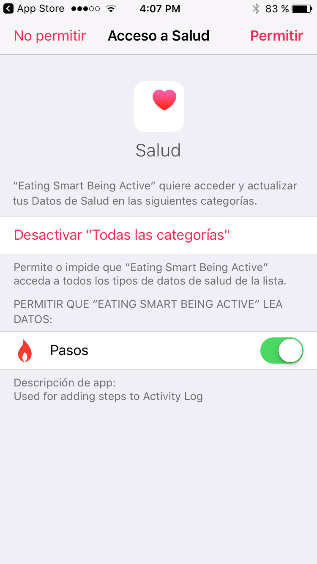 App Store 4:07 PM 83 %
No permitir Acceso a Salud Permitir
Salud
“Eating Smart Being Active” quiere acceder y actualizar
tus Datos de Salud en las siguientes categorías.
Desactivar "Todas las categorías"
Permite o impide que “Eating Smart Being Active”
acceda a todos los tipos de datos de salud de la lista.
PERMITIR QUE “EATING SMART BEING ACTIVE” LEA
DATOS:
Pasos
Descripción de app:
Used for adding steps to Activity Log